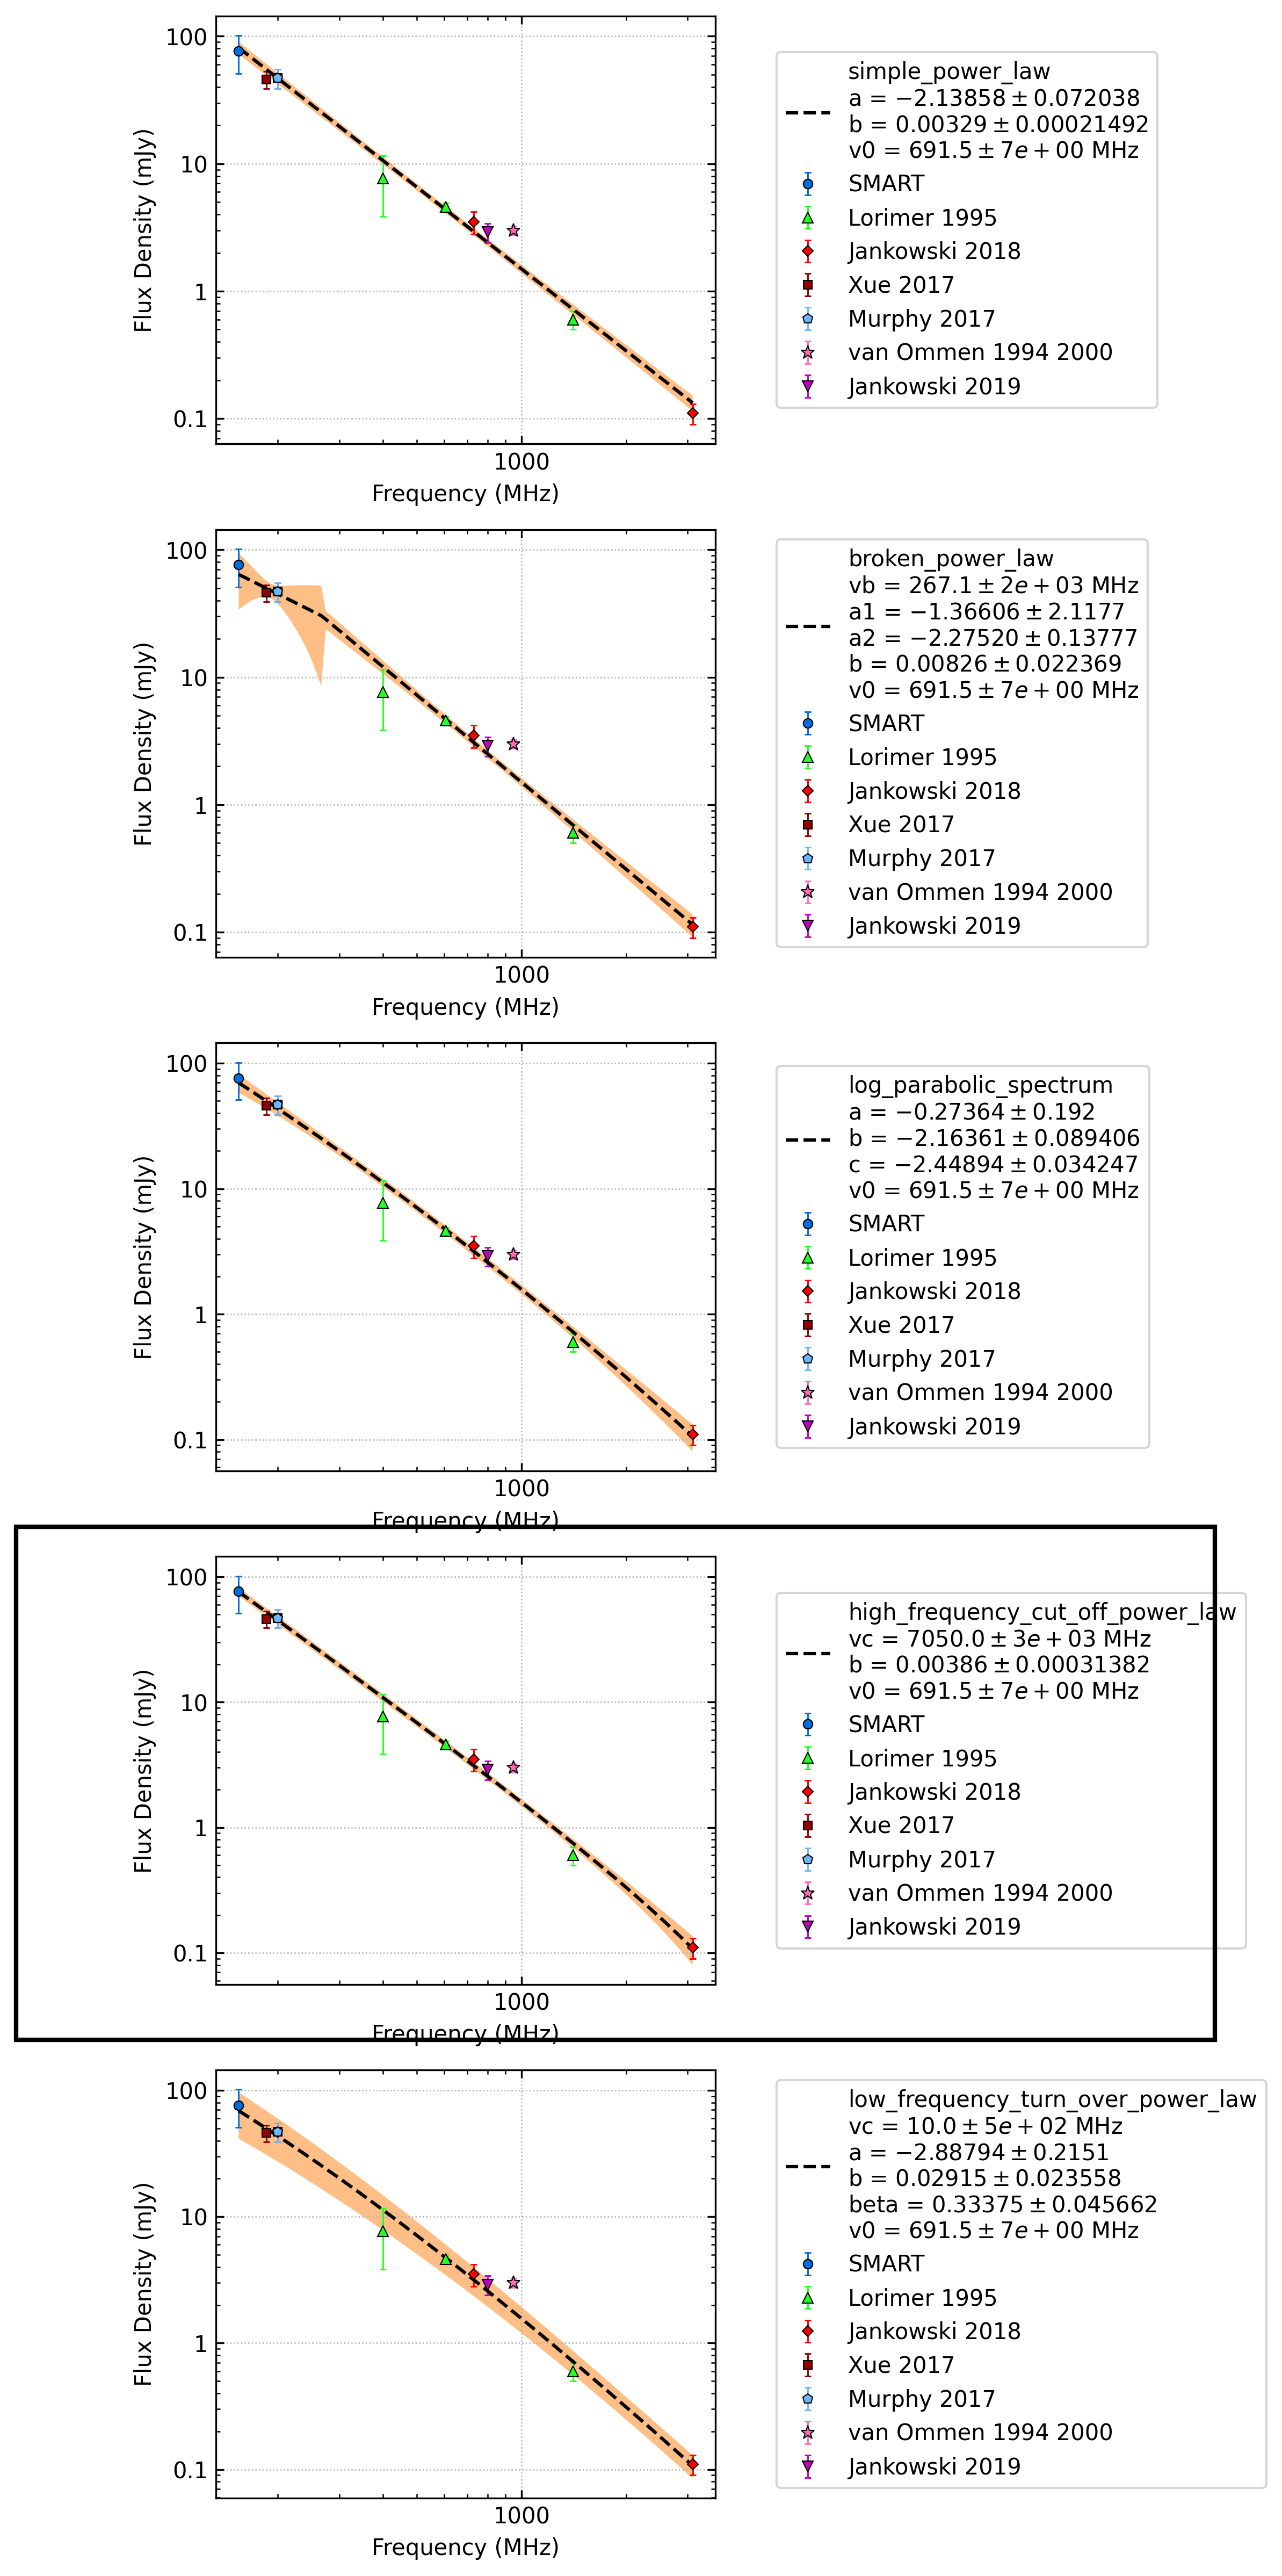 100
10
1
0.1
Flux Density (mJy)
1000
Frequency (MHz)
simple_power_law
a = −2.13858 ± 0.072038
b = 0.00329 ± 0.00021492
v0 = 691.5 ± 7e + 00 MHz
SMART
Lorimer 1995
Jankowski 2018
Xue 2017
Murphy 2017
van Ommen 1994 2000
Jankowski 2019
100
10
1
0.1
Flux Density (mJy)
1000
Frequency (MHz)
broken_power_law
vb = 267.1 ± 2e + 03 MHz
a1 = −1.36606 ± 2.1177
a2 = −2.27520 ± 0.13777
b = 0.00826 ± 0.022369
v0 = 691.5 ± 7e + 00 MHz
SMART
Lorimer 1995
Jankowski 2018
Xue 2017
Murphy 2017
van Ommen 1994 2000
Jankowski 2019
100
10
1
0.1
Flux Density (mJy)
1000
Frequency (MHz)
log_parabolic_spectrum
a = −0.27364 ± 0.192
b = −2.16361 ± 0.089406
c = −2.44894 ± 0.034247
v0 = 691.5 ± 7e + 00 MHz
SMART
Lorimer 1995
Jankowski 2018
Xue 2017
Murphy 2017
van Ommen 1994 2000
Jankowski 2019
100
10
1
0.1
Flux Density (mJy)
1000
Frequency (MHz)
high_frequency_cut_off_power_law
vc = 7050.0 ± 3e + 03 MHz
b = 0.00386 ± 0.00031382
v0 = 691.5 ± 7e + 00 MHz
SMART
Lorimer 1995
Jankowski 2018
Xue 2017
Murphy 2017
van Ommen 1994 2000
Jankowski 2019
100
10
1
0.1
Flux Density (mJy)
1000
Frequency (MHz)
low_frequency_turn_over_power_law
vc = 10.0 ± 5e + 02 MHz
a = −2.88794 ± 0.2151
b = 0.02915 ± 0.023558
beta = 0.33375 ± 0.045662
v0 = 691.5 ± 7e + 00 MHz
SMART
Lorimer 1995
Jankowski 2018
Xue 2017
Murphy 2017
van Ommen 1994 2000
Jankowski 2019